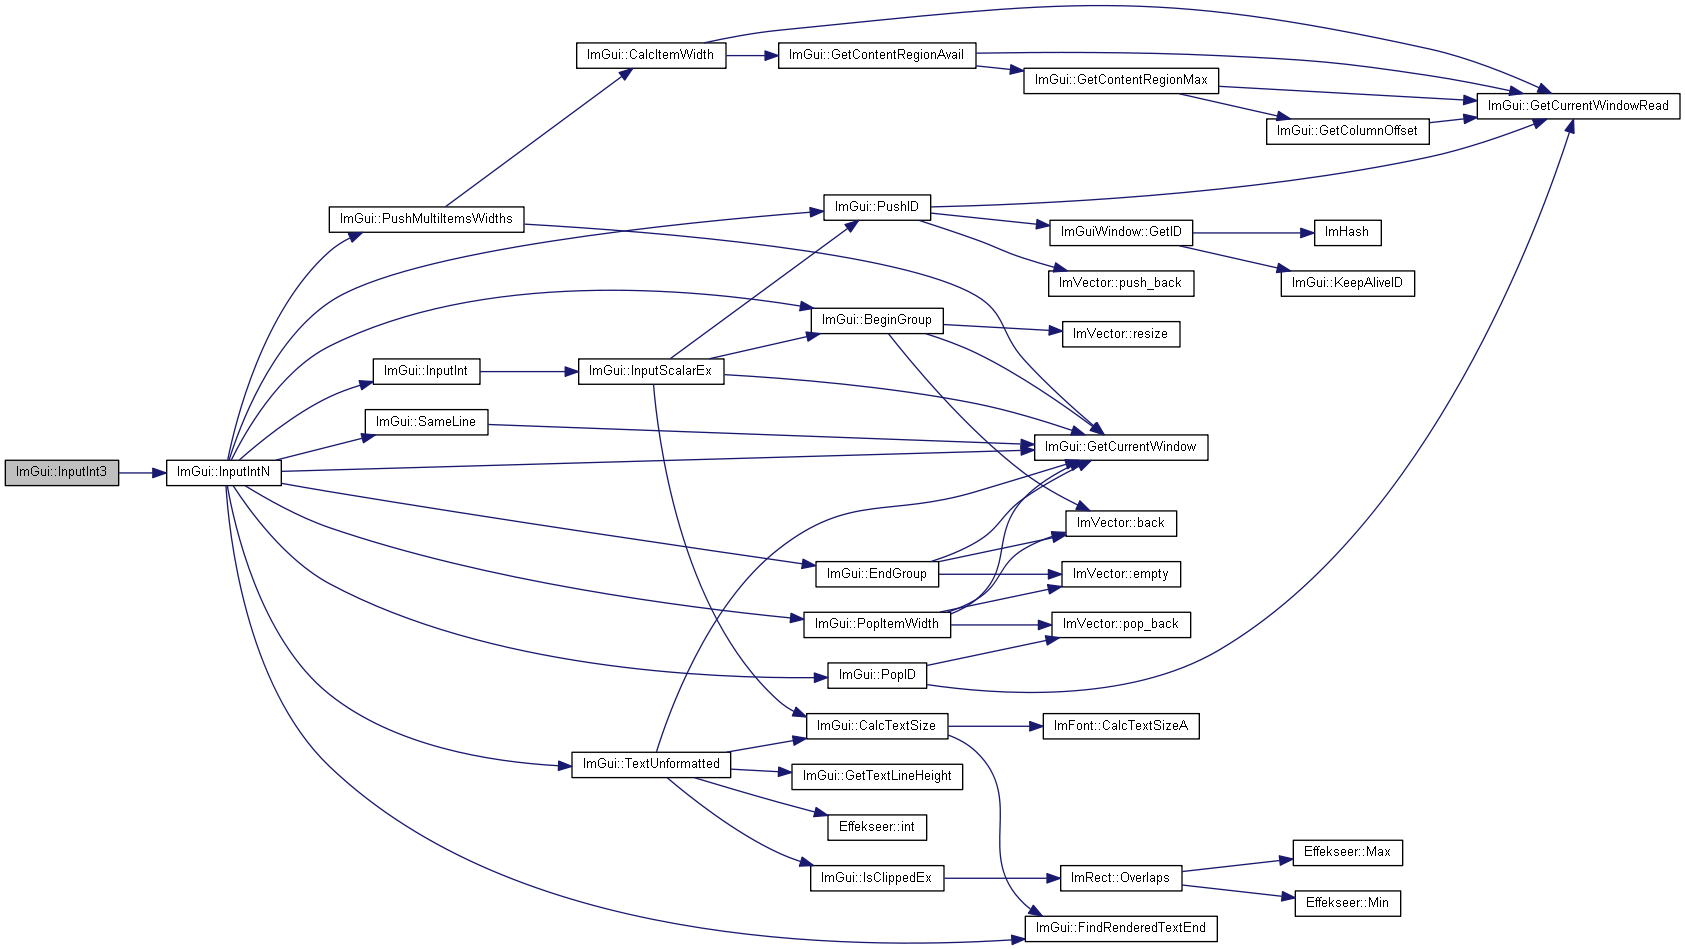 ImGui::CalcItemWidth
ImGui::GetContentRegionAvail
ImGui::GetContentRegionMax
ImGui::GetCurrentWindowRead
ImGui::GetColumnOffset
ImGui::PushID
ImGui::PushMultiItemsWidths
ImGuiWindow::GetID
ImHash
ImVector::push_back
ImGui::KeepAliveID
ImGui::BeginGroup
ImVector::resize
ImGui::InputInt
ImGui::InputScalarEx
ImGui::SameLine
ImGui::GetCurrentWindow
ImGui::InputInt3
ImGui::InputIntN
ImVector::back
ImGui::EndGroup
ImVector::empty
ImGui::PopItemWidth
ImVector::pop_back
ImGui::PopID
ImGui::CalcTextSize
ImFont::CalcTextSizeA
ImGui::TextUnformatted
ImGui::GetTextLineHeight
Effekseer::int
Effekseer::Max
ImGui::IsClippedEx
ImRect::Overlaps
Effekseer::Min
ImGui::FindRenderedTextEnd